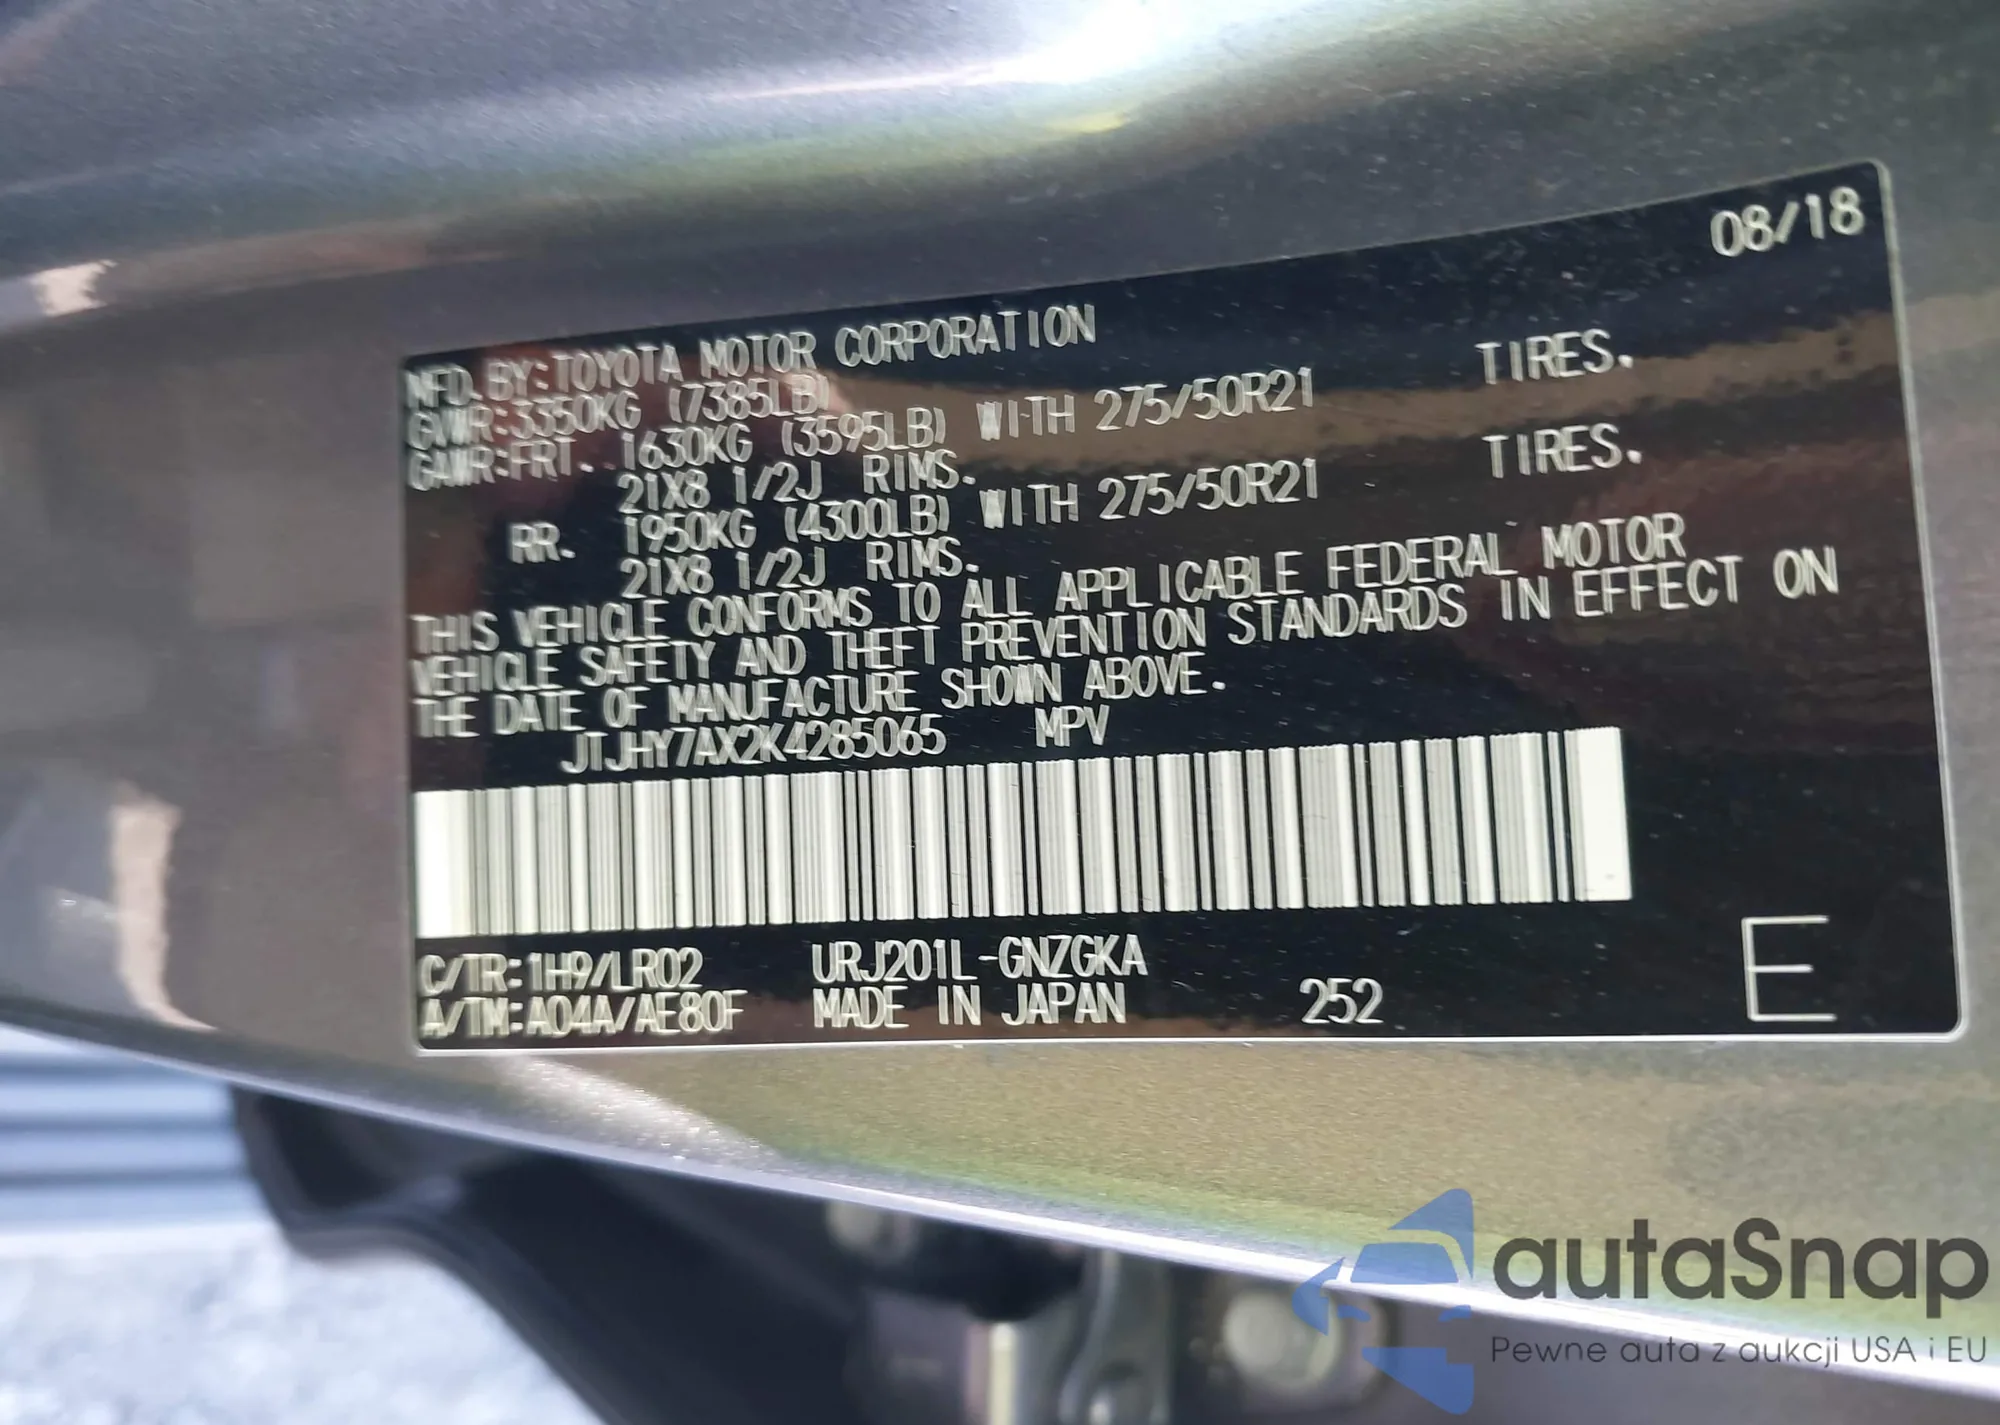 08/18
MFD. BY: TOYOTA MOTOR CORPORATION
GVWR: 3350KG (7385LB)
GAWR: FRT. 1630KG (3595LB) WITH 275/50R21 TIRES.
21X8 1/2J RIMS.
RR. 1950KG (4300LB) WITH 275/50R21 TIRES.
21X8 1/2J RIMS.
THIS VEHICLE CONFORMS TO ALL APPLICABLE FEDERAL MOTOR
VEHICLE SAFETY AND THEFT PREVENTION STANDARDS IN EFFECT ON
THE DATE OF MANUFACTURE SHOWN ABOVE.
JTJHY7AX2K4285065 MPV
C/TR: 1H9/LR02 URJ201L-GNZGKA
A/TM: A04A/AE80F MADE IN JAPAN 252 E
autaSnap
Pewne auta z aukcji USA i EU